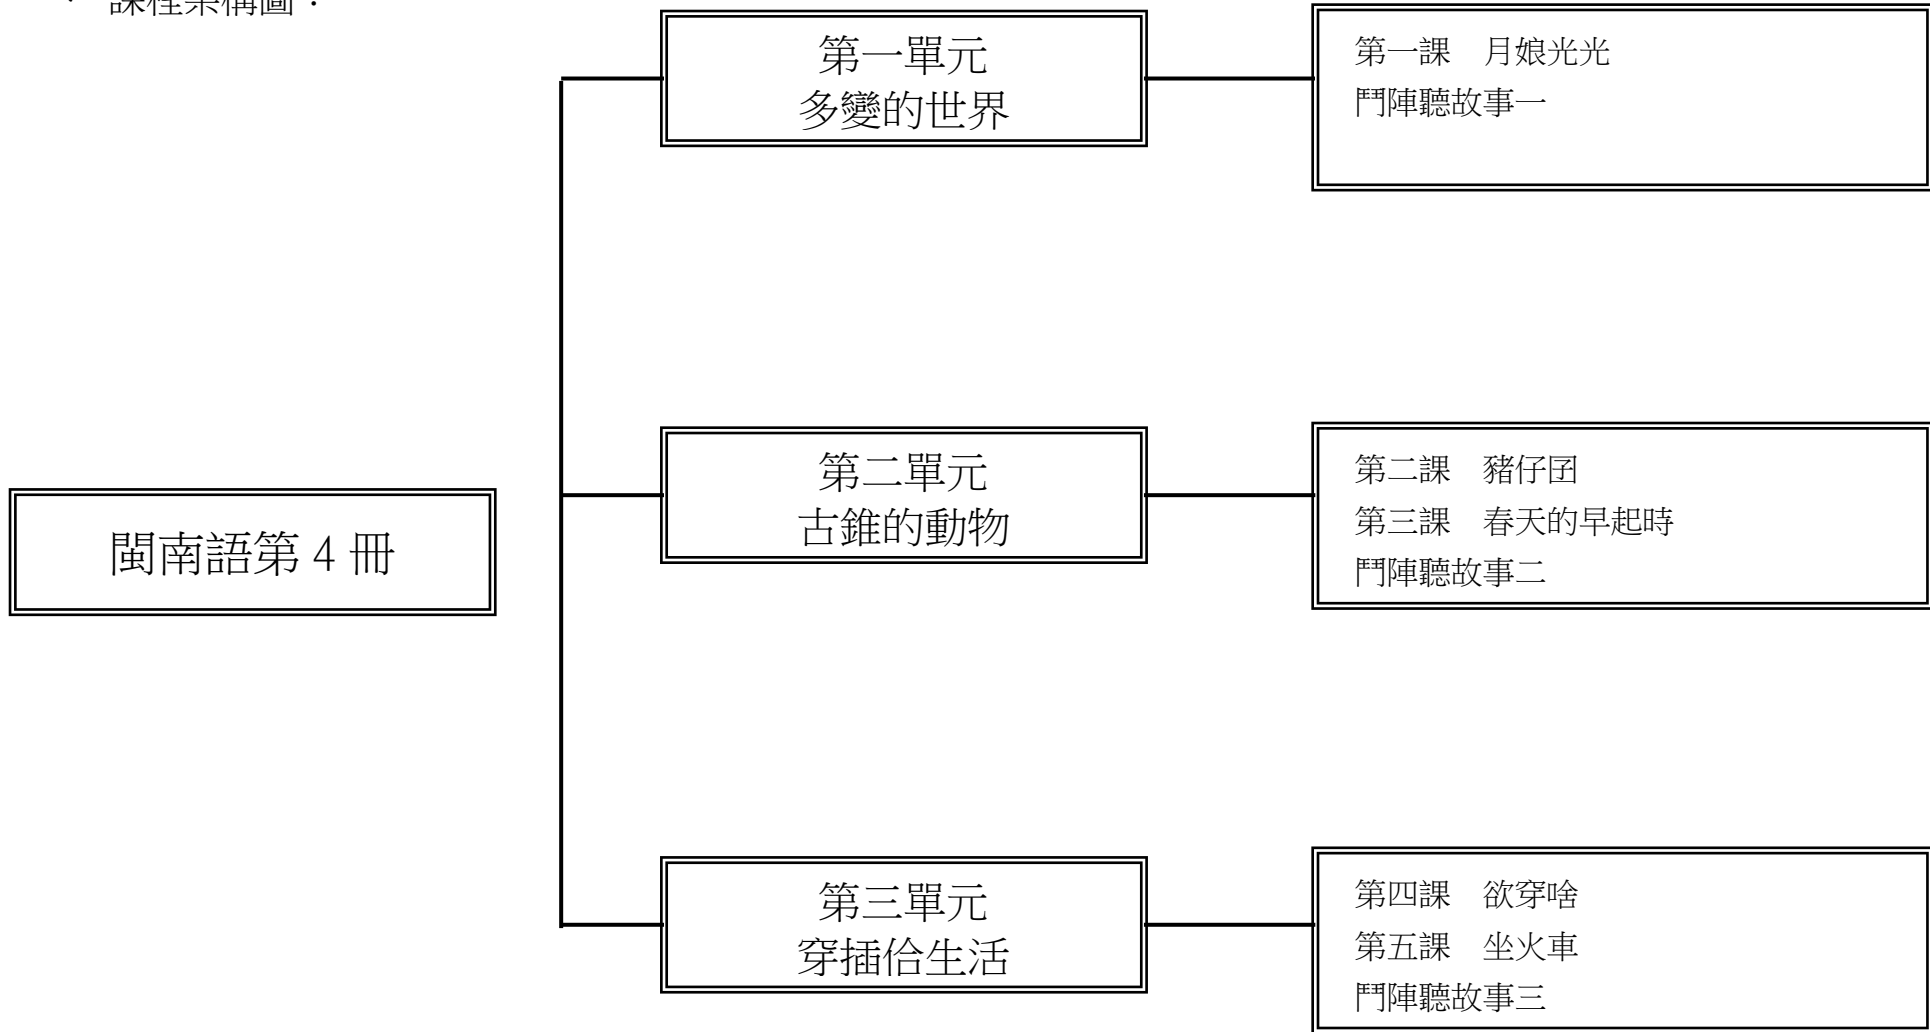 課程架構圖：
第一單元
多變的世界
第一課　月娘光光
鬥陣聽故事一
閩南語第 4 冊
第二單元
古錐的動物
第二課　豬仔囝
第三課　春天的早起時
鬥陣聽故事二
第三單元
穿插佮生活
第四課　欲穿啥
第五課　坐火車
鬥陣聽故事三